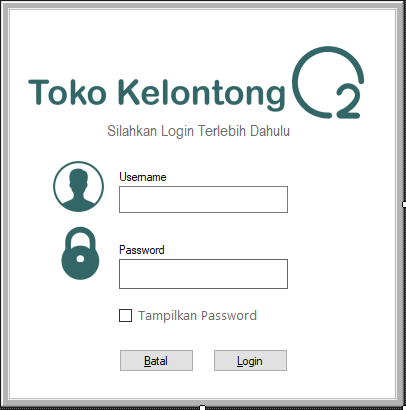 Toko Kelontong O2
Silahkan Login Terlebih Dahulu
Username
Password
Tampilkan Password
Batal Login